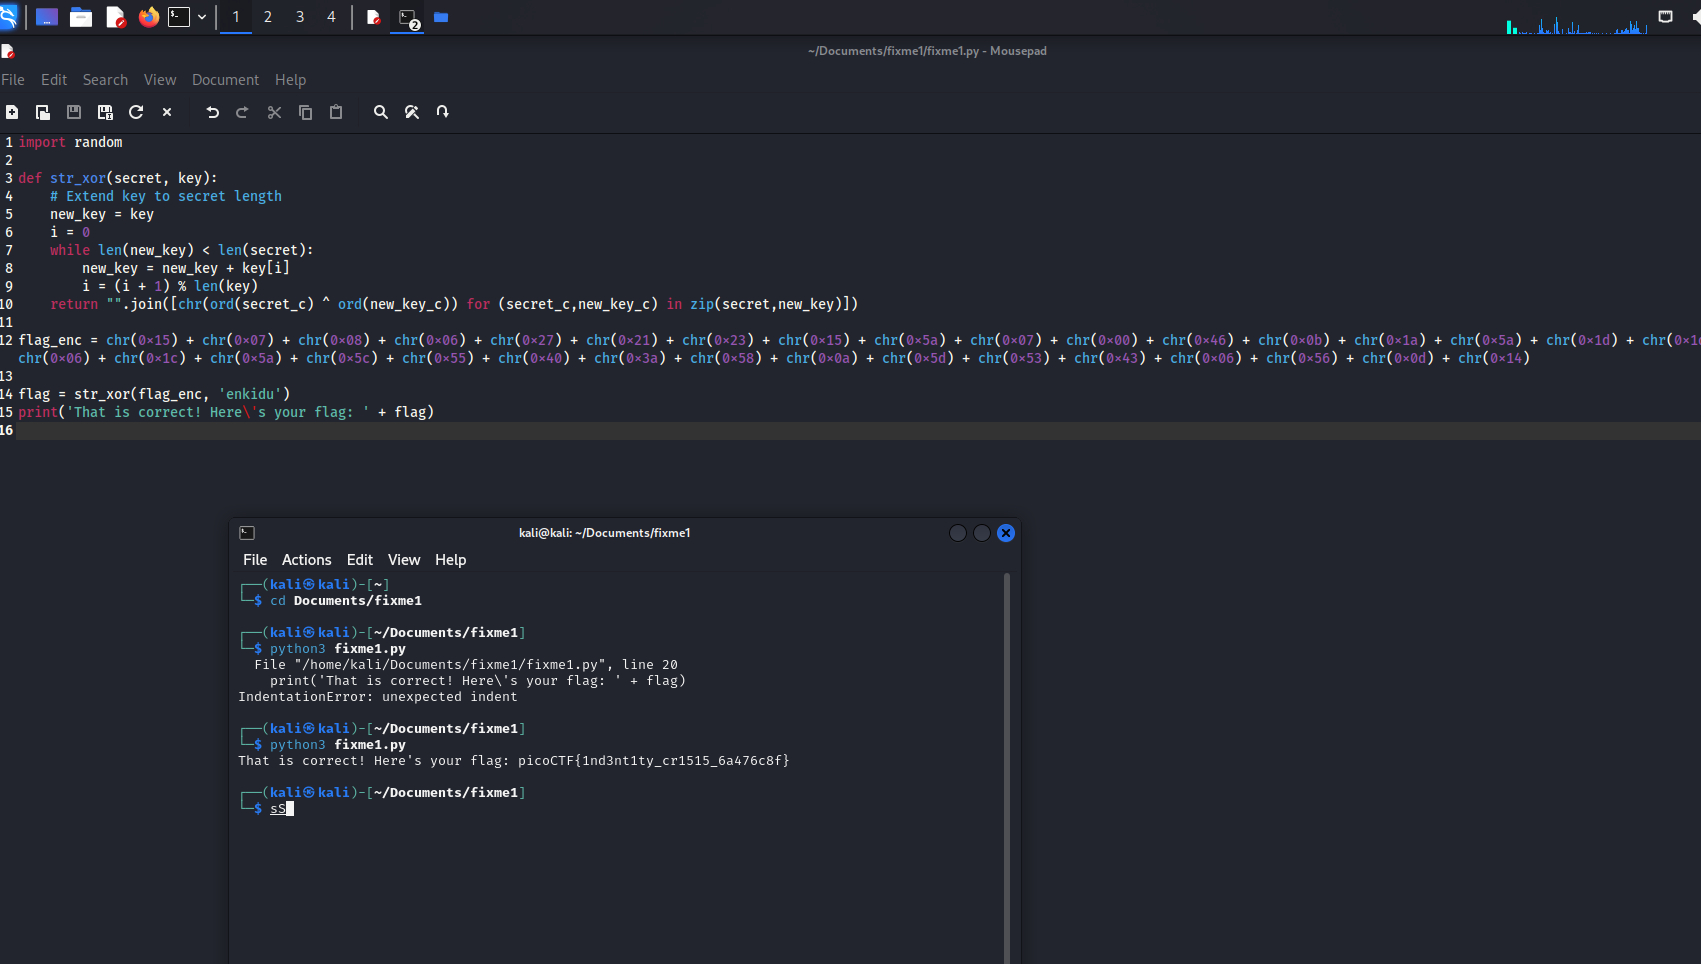 1 2 3 4 2
~/Documents/fixme1/fixme1.py - Mousepad
File Edit Search View Document Help
1 import random
2
3 def str_xor(secret, key):
4     # Extend key to secret length
5     new_key = key
6     i = 0
7     while len(new_key) < len(secret):
8         new_key = new_key + key[i]
9         i = (i + 1) % len(key)
10     return "".join([chr(ord(secret_c) ^ ord(new_key_c)) for (secret_c,new_key_c) in zip(secret,new_key)])
11
12 flag_enc = chr(0x15) + chr(0x07) + chr(0x08) + chr(0x06) + chr(0x27) + chr(0x21) + chr(0x23) + chr(0x15) + chr(0x5a) + chr(0x07) + chr(0x00) + chr(0x46) + chr(0x0b) + chr(0x1a) + chr(0x5a) + chr(0x1d) + chr(
chr(0x06) + chr(0x1c) + chr(0x5a) + chr(0x5c) + chr(0x55) + chr(0x40) + chr(0x3a) + chr(0x58) + chr(0x0a) + chr(0x5d) + chr(0x53) + chr(0x43) + chr(0x06) + chr(0x56) + chr(0x0d) + chr(0x14)
13
14 flag = str_xor(flag_enc, 'enkidu')
15 print('That is correct! Here\'s your flag: ' + flag)
16
kali@kali: ~/Documents/fixme1
File Actions Edit View Help
┌──(kali㉿kali)-[~]
└─$ cd Documents/fixme1
┌──(kali㉿kali)-[~/Documents/fixme1]
└─$ python3 fixme1.py
File "/home/kali/Documents/fixme1/fixme1.py", line 20
print('That is correct! Here\'s your flag: ' + flag)
IndentationError: unexpected indent
┌──(kali㉿kali)-[~/Documents/fixme1]
└─$ python3 fixme1.py
That is correct! Here's your flag: picoCTF{1nd3nt1ty_cr1515_6a476c8f}
┌──(kali㉿kali)-[~/Documents/fixme1]
└─$ sS